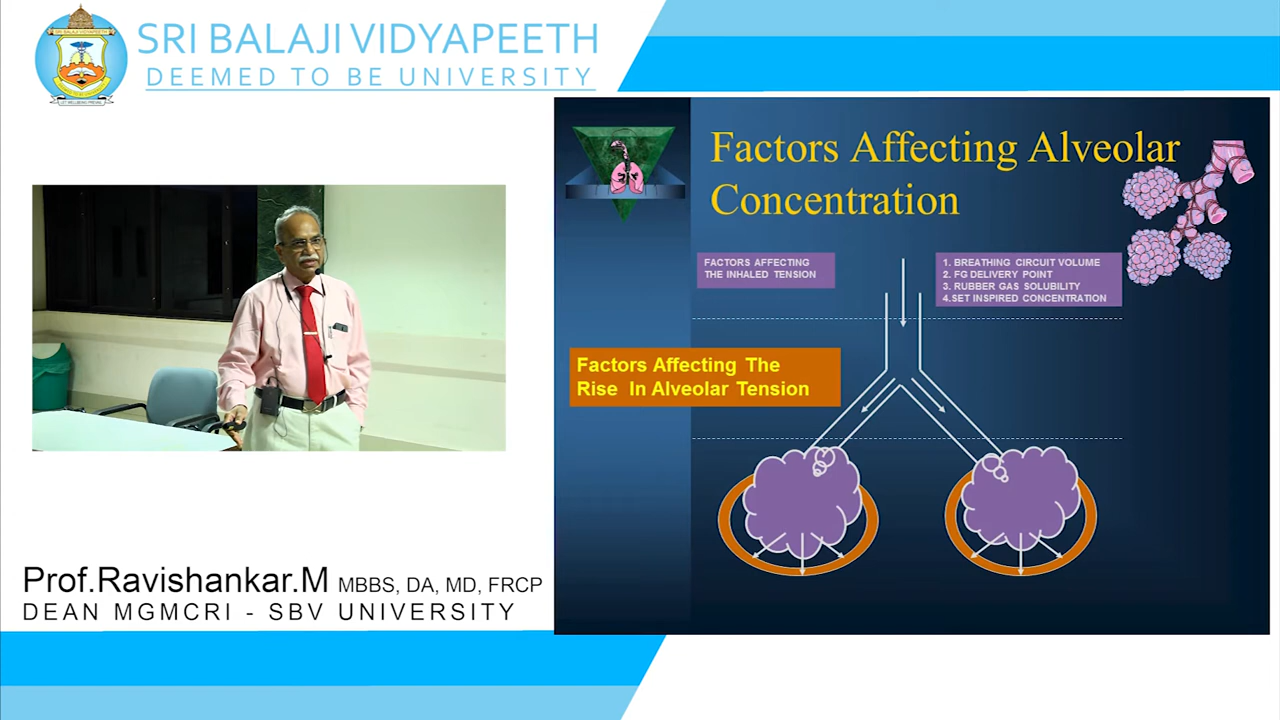 SRI BALAJI VIDYAPEETH
DEEMED TO BE UNIVERSITY
Factors Affecting Alveolar
Concentration
FACTORS AFFECTING
THE INHALED TENSION
1. BREATHING CIRCUIT VOLUME
2. FG DELIVERY POINT
3. RUBBER GAS SOLUBILITY
4.SET INSPIRED CONCENTRATION
Factors Affecting The
Rise In Alveolar Tension
Prof.Ravishankar.M MBBS, DA, MD, FRCP
DEAN MGMCRI - SBV UNIVERSITY